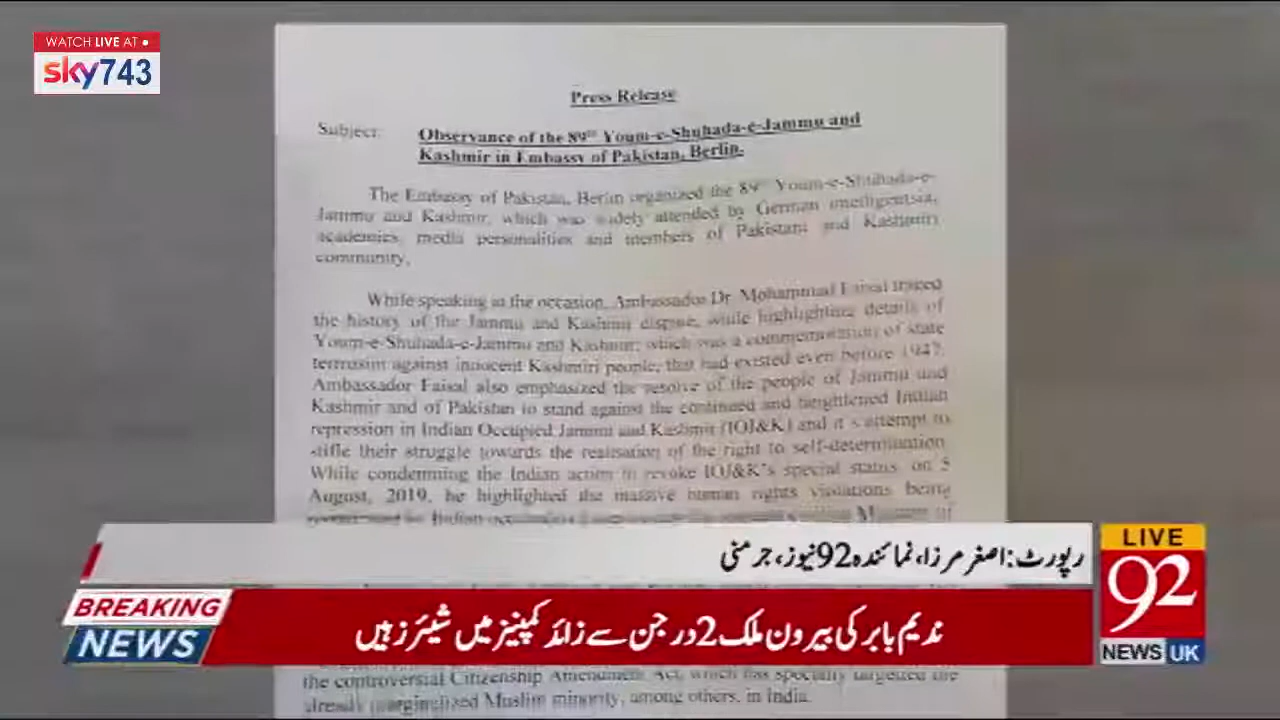 WATCH LIVE AT
sky743
Press Release
Subject: Observance of the 89th Youm-e-Shuhada-e-Jammu and
Kashmir in Embassy of Pakistan, Berlin.
The Embassy of Pakistan, Berlin organized the 89th Youm-e-Shuhada-e-
Jammu and Kashmir, which was widely attended by German intelligentsia,
academics, media personalities and members of Pakistani and Kashmiri
community.
While speaking in the occasion, Ambassador Dr. Mohammad Faisal traced
the history of the Jammu and Kashmir dispute, while highlighting details of
Youm-e-Shuhada-e-Jammu and Kashmir, which was a commemoration of state
terrorism against innocent Kashmiri people, that had existed even before 1947.
Ambassador Faisal also emphasized the resolve of the people of Jammu and
Kashmir and of Pakistan to stand against the continued and heightened Indian
repression in Indian Occupied Jammu and Kashmir (IOJ&K) and it's attempt to
stifle their struggle towards the realisation of the right to self-determination.
While condemning the Indian action to revoke IOJ&K's special status on 5
August, 2019, he highlighted the massive human rights violations being
رپورٹ: اصغر مرزا، نمائندہ 92 نیوز، جرمنی
LIVE
92
NEWS UK
BREAKING
NEWS
ندیم بابر کی بیرون ملک 2 درجن سے زائد کمپنیز میں شیئرز ہیں
the controversial Citizenship Amendment Act, which has specially targetted the
already marginalized Muslim minority, among others, in India.